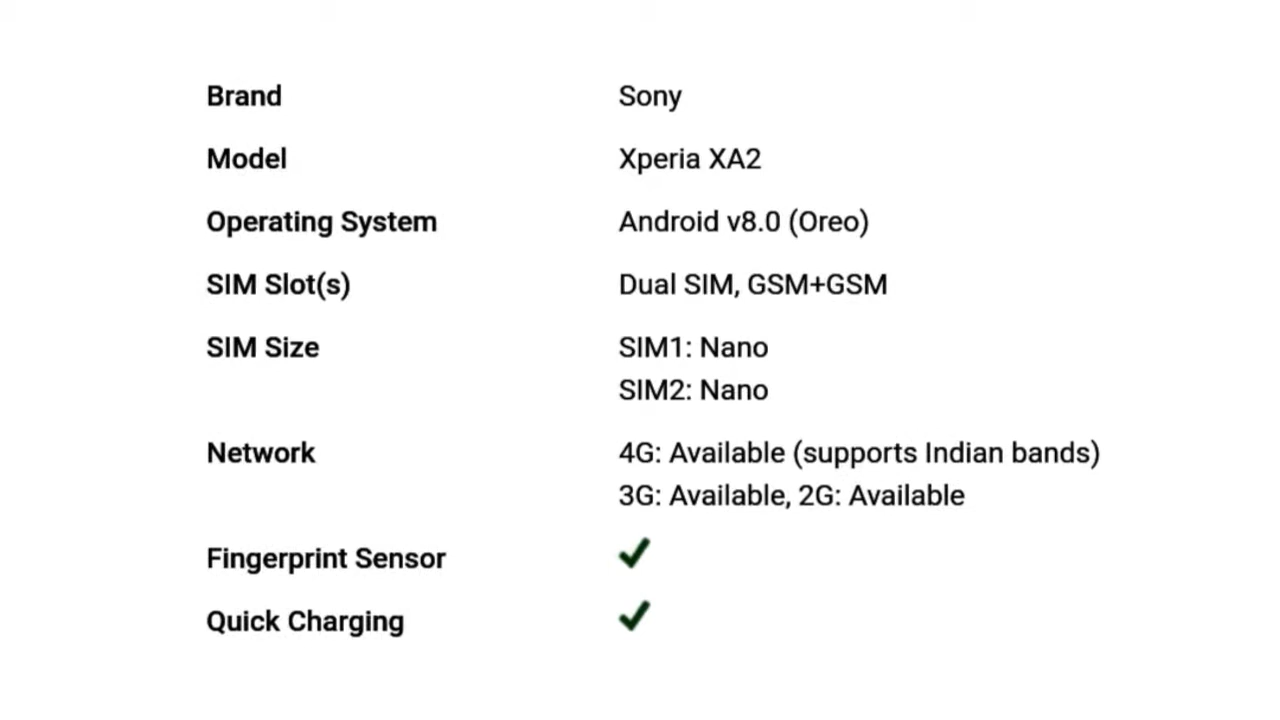 Brand Sony
Model Xperia XA2
Operating System Android v8.0 (Oreo)
SIM Slot(s) Dual SIM, GSM+GSM
SIM Size SIM1: Nano
SIM2: Nano
Network 4G: Available (supports Indian bands)
3G: Available, 2G: Available
Fingerprint Sensor ✔
Quick Charging ✔